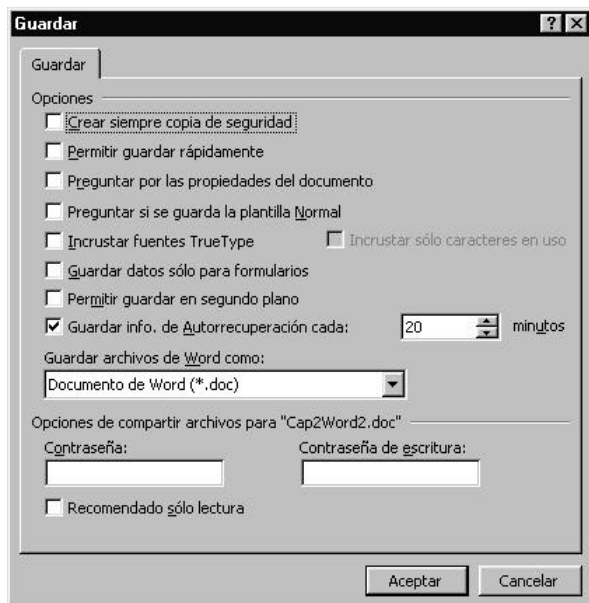 Guardar
Guardar
Opciones
Crear siempre copia de seguridad
Permitir guardar rápidamente
Preguntar por las propiedades del documento
Preguntar si se guarda la plantilla Normal
Incrustar fuentes TrueType Incrustar sólo caracteres en uso
Guardar datos sólo para formularios
Permitir guardar en segundo plano
Guardar info. de Autorrecuperación cada: 20 minutos
Guardar archivos de Word como:
Documento de Word (*.doc)
Opciones de compartir archivos para "Cap2Word2.doc"
Contraseña: Contraseña de escritura:
Recomendado sólo lectura
Aceptar Cancelar